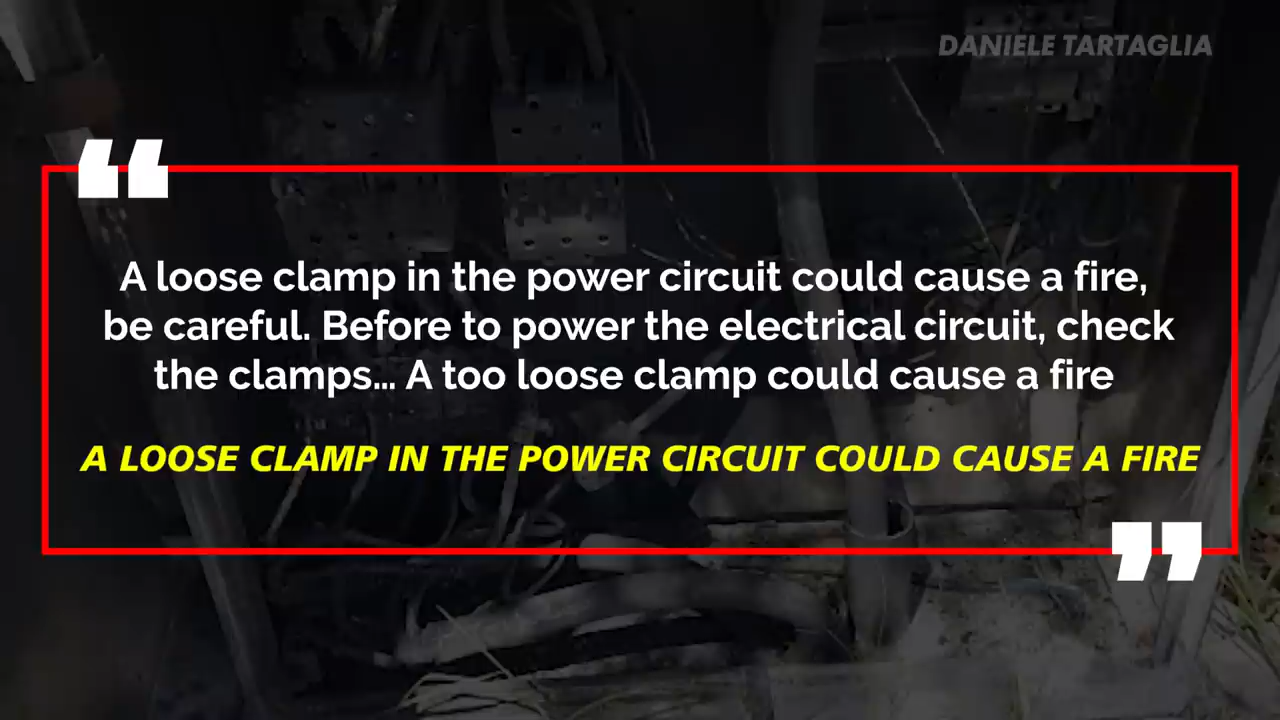 DANIELE TARTAGLIA
“
A loose clamp in the power circuit could cause a fire,
be careful. Before to power the electrical circuit, check
the clamps... A too loose clamp could cause a fire
A LOOSE CLAMP IN THE POWER CIRCUIT COULD CAUSE A FIRE
”